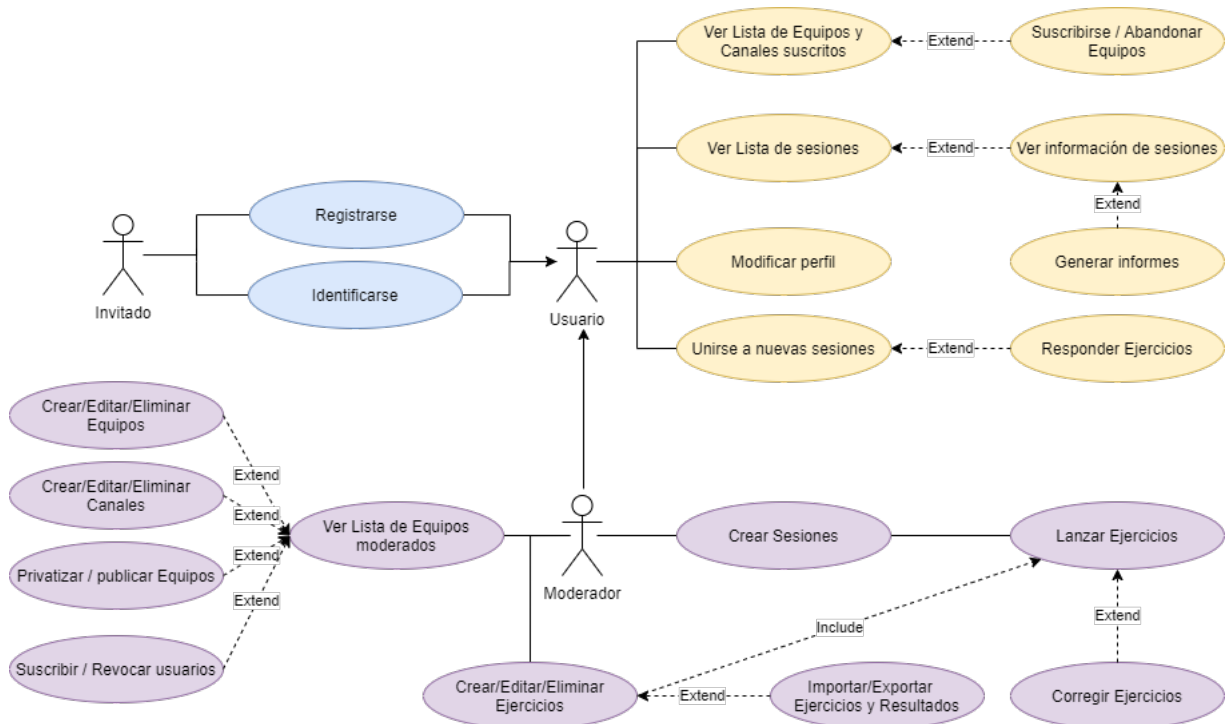 Ver Lista de Equipos y
Canales suscritos
Extend
Suscribirse / Abandonar
Equipos
Ver Lista de sesiones
Extend
Ver información de sesiones
Extend
Registrarse
Modificar perfil
Generar informes
Identificarse
Invitado
Usuario
Unirse a nuevas sesiones
Extend
Responder Ejercicios
Crear/Editar/Eliminar
Equipos
Extend
Crear/Editar/Eliminar
Canales
Extend
Ver Lista de Equipos
moderados
Crear Sesiones
Lanzar Ejercicios
Extend
Privatizar / publicar Equipos
Moderador
Extend
Extend
Include
Suscribir / Revocar usuarios
Crear/Editar/Eliminar
Ejercicios
Extend
Importar/Exportar
Ejercicios y Resultados
Corregir Ejercicios